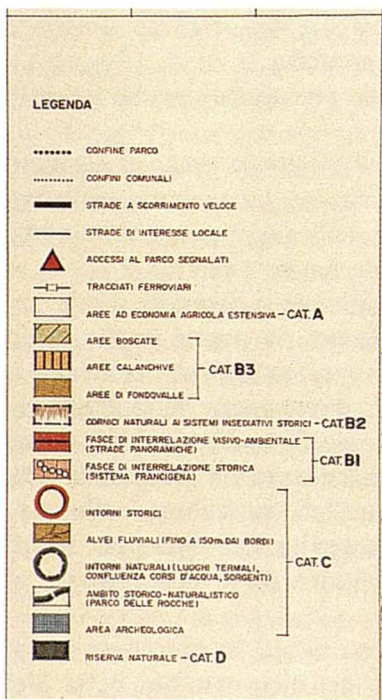 LEGENDA
CONFINE PARCO
CONFINI COMUNALI
STRADE A SCORRIMENTO VELOCE
STRADE DI INTERESSE LOCALE
ACCESSI AL PARCO SEGNALATI
TRACCIATI FERROVIARI
AREE AD ECONOMIA AGRICOLA ESTENSIVA - CAT. A
AREE BOSCATE
AREE CALANCHIVE
CAT. B3
AREE DI FONDOVALLE
CORNICI NATURALI AI SISTEMI INSEDIATIVI STORICI - CAT. B2
FASCE DI INTERRELAZIONE VISIVO-AMBIENTALE
(STRADE PANORAMICHE)
CAT. B1
FASCE DI INTERRELAZIONE STORICA
(SISTEMA FRANCIGENA)
INTORNI STORICI
ALVEI FLUVIALI (FINO A 150m. DAI BORDI)
INTORNI NATURALI (LUOGHI TERMALI,
CONFLUENZA CORSI D'ACQUA, SORGENTI)
CAT. C
AMBITO STORICO-NATURALISTICO
(PARCO DELLE ROCCHE)
AREA ARCHEOLOGICA
RISERVA NATURALE - CAT. D